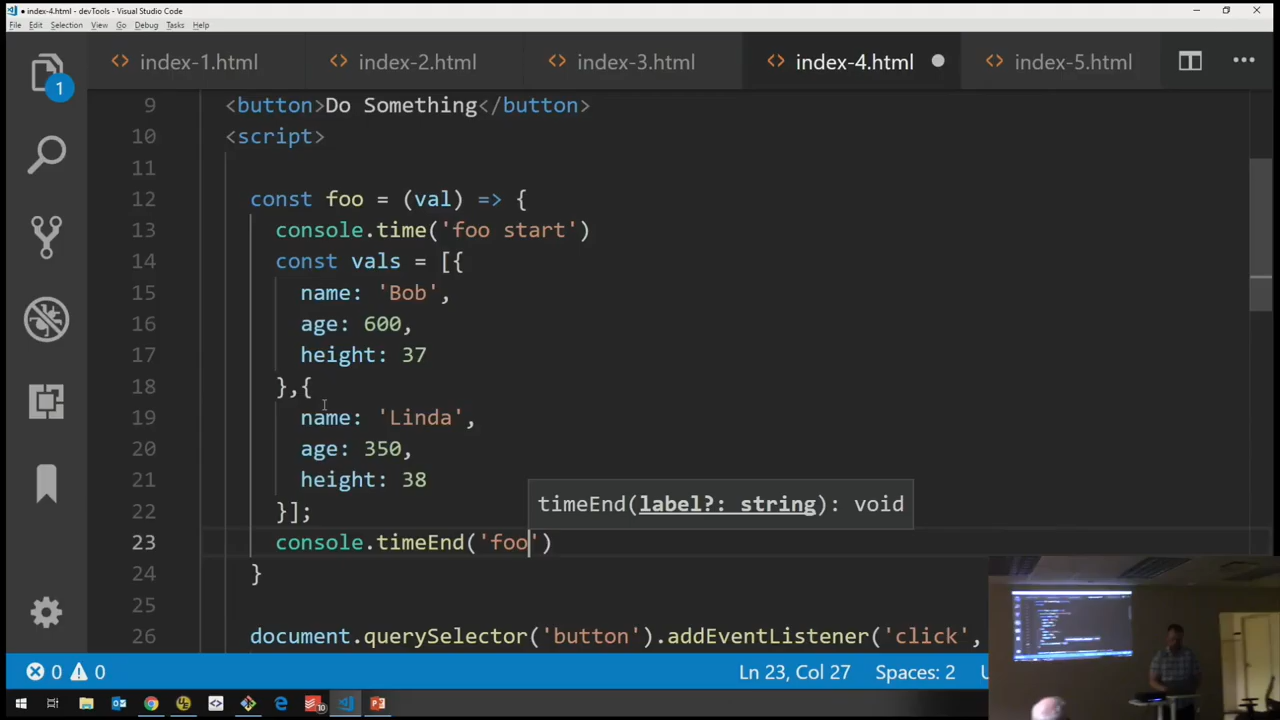 index-4.html - devTools - Visual Studio Code
File Edit Selection View Go Debug Tasks Help
index-1.html index-2.html index-3.html index-4.html index-5.html
1
9 <button>Do Something</button>
10 <script>
11
12 const foo = (val) => {
13 console.time('foo start')
14 const vals = [{
15 name: 'Bob',
16 age: 600,
17 height: 37
18 },{
19 name: 'Linda',
20 age: 350,
21 height: 38
22 }];
timeEnd(label?: string): void
23 console.timeEnd('foo')
24 }
25
26 document.querySelector('button').addEventListener('click',
0 0 Ln 23, Col 27 Spaces: 2
10